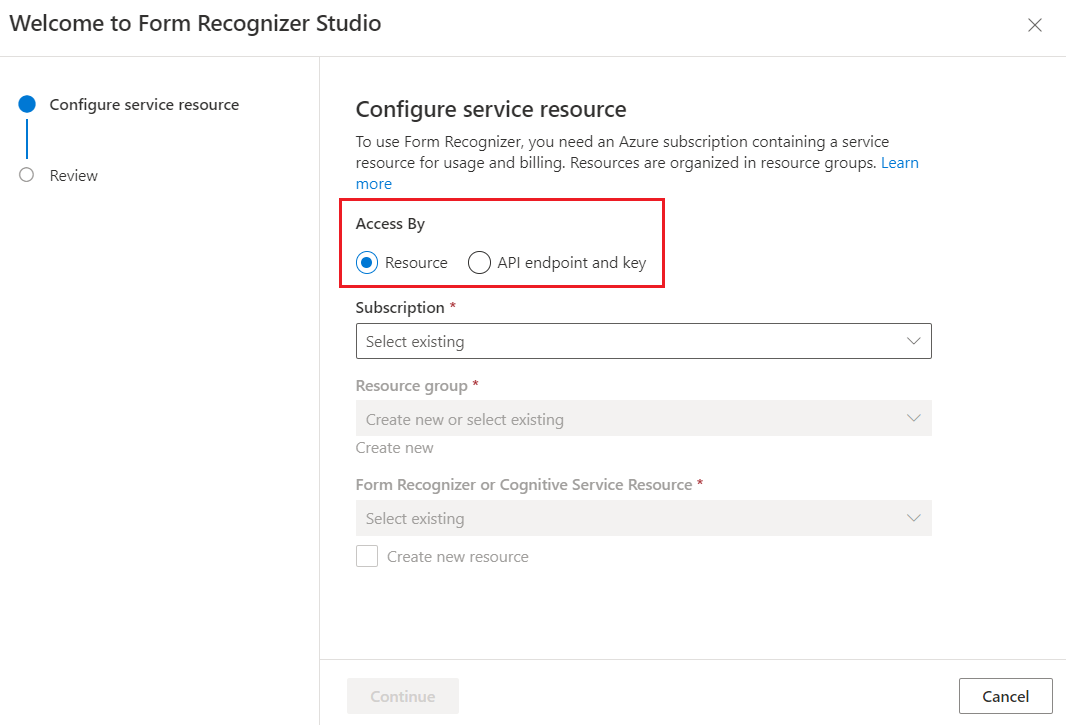 Welcome to Form Recognizer Studio
Configure service resource
Review
Configure service resource
To use Form Recognizer, you need an Azure subscription containing a service
resource for usage and billing. Resources are organized in resource groups. Learn
more
Access By
Resource API endpoint and key
Subscription *
Select existing
Resource group *
Create new or select existing
Create new
Form Recognizer or Cognitive Service Resource *
Select existing
Create new resource
Continue Cancel